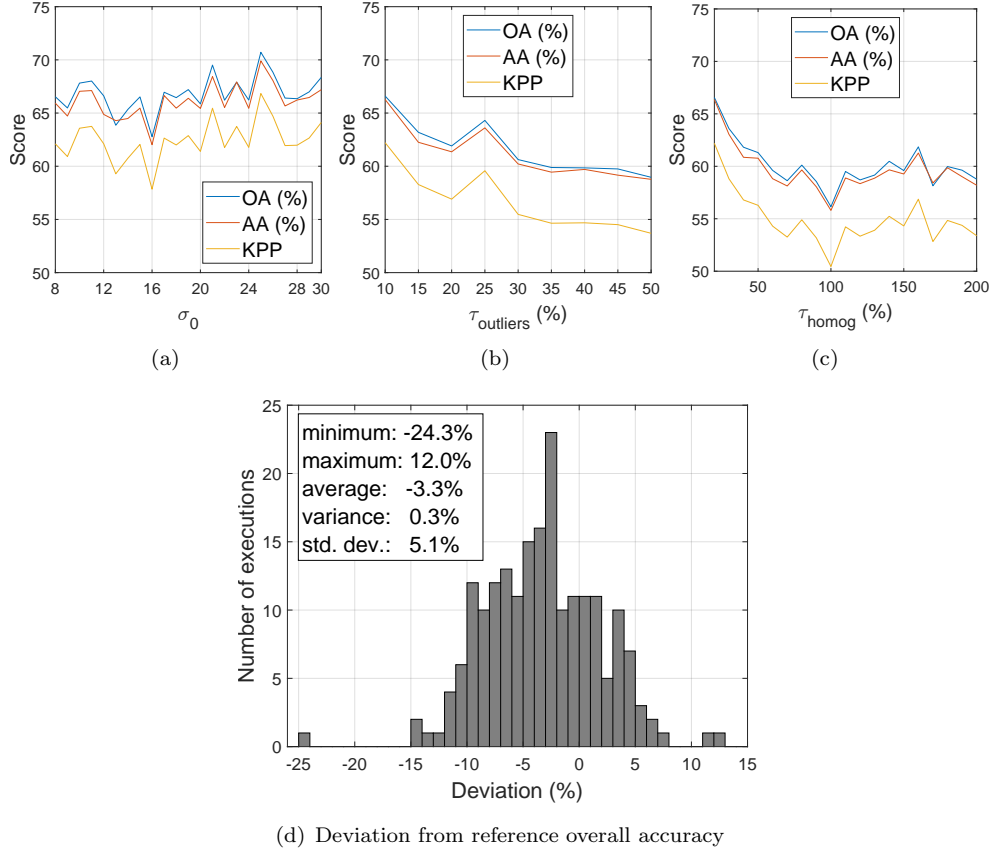 75
70
65
60
55
50
Score
8
12
16
20
24
28
30
σ0
OA (%)
AA (%)
KPP
(a)
75
70
65
60
55
50
Score
10
15
20
25
30
35
40
45
50
τoutliers (%)
OA (%)
AA (%)
KPP
(b)
75
70
65
60
55
50
Score
50
100
150
200
τhomog (%)
OA (%)
AA (%)
KPP
(c)
25
20
15
10
5
0
Number of executions
minimum: -24.3%
maximum: 12.0%
average: -3.3%
variance: 0.3%
std. dev.: 5.1%
-25
-20
-15
-10
-5
0
5
10
15
Deviation (%)
(d) Deviation from reference overall accuracy